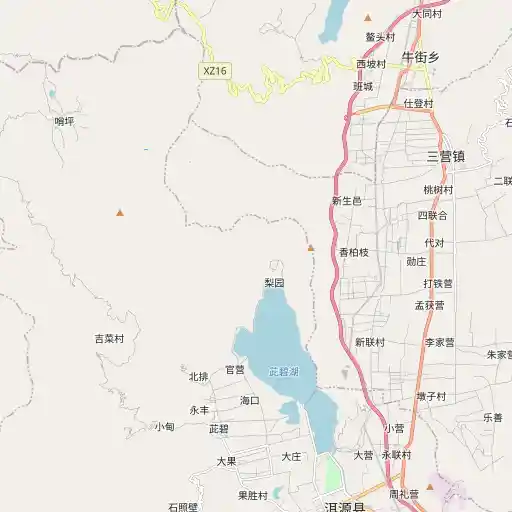 大同村
鳌头村
牛街乡
西坡村
XZ16
班城
仕登村
哨坪
三营镇
二联
桃树村
新生邑
四联合
代对
香柏枝
勋庄
梨园
打铁营
孟获营
吉菜村
新联村
李家营
朱家营
官营
茈碧湖
北排
海口
墩子村
永丰
乐善
茈碧
小甸
小营
大果
大庄
大营
永联村
果胜村
周礼营
石照壁
洱源县